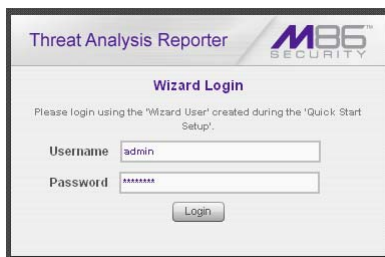 Threat Analysis Reporter
M86™
SECURITY
Wizard Login
Please login using the 'Wizard User' created during the 'Quick Start
Setup'.
Username admin
Password ********
Login